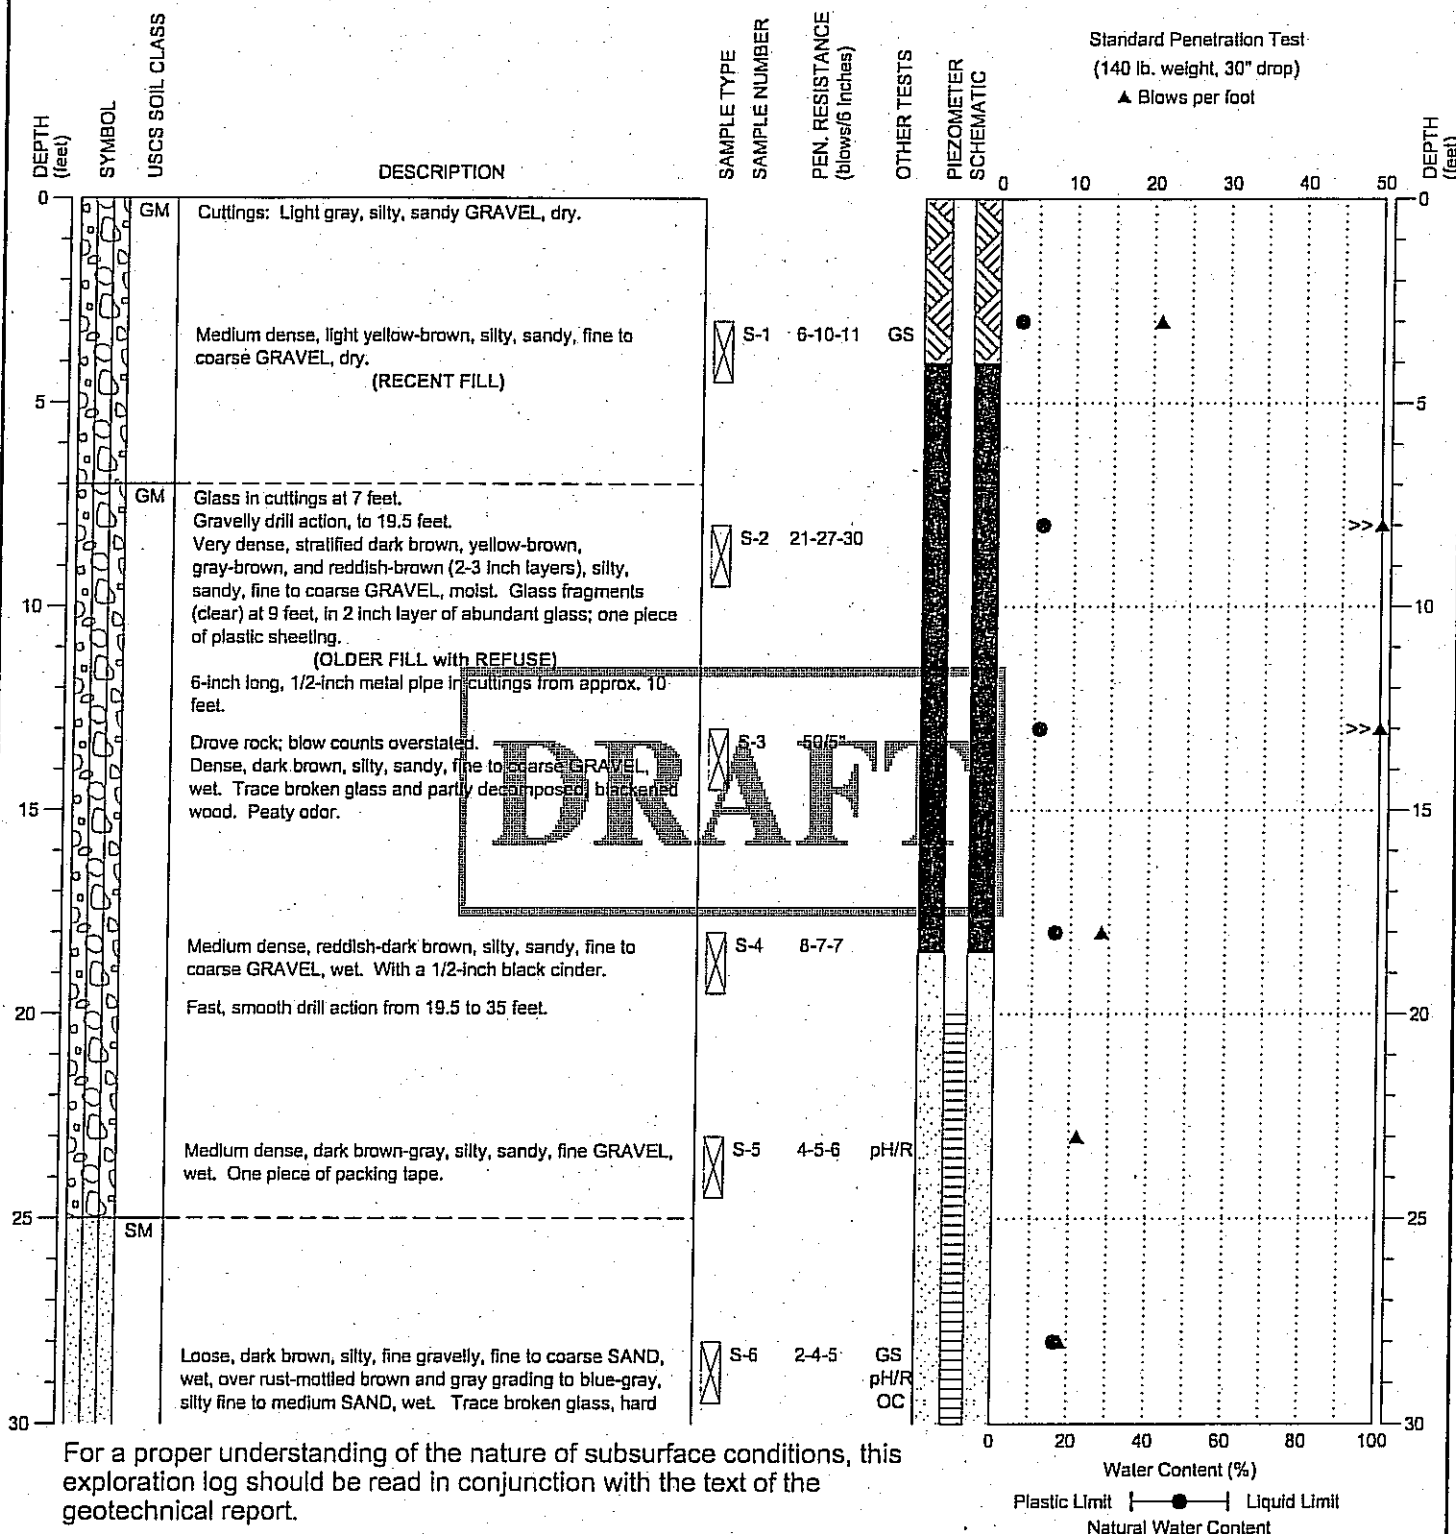 DEPTH
(feet)
SYMBOL
USCS SOIL CLASS
DESCRIPTION
SAMPLE TYPE
SAMPLE NUMBER
PEN. RESISTANCE
(blows/6 inches)
OTHER TESTS
PIEZOMETER
SCHEMATIC
Standard Penetration Test
(140 lb. weight, 30" drop)
▲ Blows per foot
DEPTH
(feet)
0 10 20 30 40 50
0
GM Cuttings: Light gray, silty, sandy GRAVEL, dry.
0
Medium dense, light yellow-brown, silty, sandy, fine to S-1 6-10-11 GS
coarse GRAVEL, dry.
(RECENT FILL)
5 5
GM Glass in cuttings at 7 feet.
Gravelly drill action, to 19.5 feet.
Very dense, stratified dark brown, yellow-brown, S-2 21-27-30 >>
gray-brown, and reddish-brown (2-3 inch layers), silty,
sandy, fine to coarse GRAVEL, moist. Glass fragments
10 10
(clear) at 9 feet, in 2 inch layer of abundant glass; one piece
of plastic sheeting.
(OLDER FILL with REFUSE)
6-inch long, 1/2-inch metal pipe in cuttings from approx. 10
feet.
Drove rock; blow counts overstated. S-3 50/5" >>
Dense, dark brown, silty, sandy, fine to coarse GRAVEL,
wet. Trace broken glass and partly decomposed, blackened
wood. Peaty odor.
DRAFT
15 15
Medium dense, reddish-dark brown, silty, sandy, fine to S-4 8-7-7
coarse GRAVEL, wet. With a 1/2-inch black cinder.
Fast, smooth drill action from 19.5 to 35 feet.
20 20
Medium dense, dark brown-gray, silty, sandy, fine GRAVEL, S-5 4-5-6 pH/R
wet. One piece of packing tape.
25 25
SM
Loose, dark brown, silty, fine gravelly, fine to coarse SAND, S-6 2-4-5 GS
wet, over rust-mottled brown and gray grading to blue-gray, pH/R
silty fine to medium SAND, wet. Trace broken glass, hard OC
30 30
0 20 40 60 80 100
Water Content (%)
Plastic Limit Liquid Limit
Natural Water Content
For a proper understanding of the nature of subsurface conditions, this
exploration log should be read in conjunction with the text of the
geotechnical report.